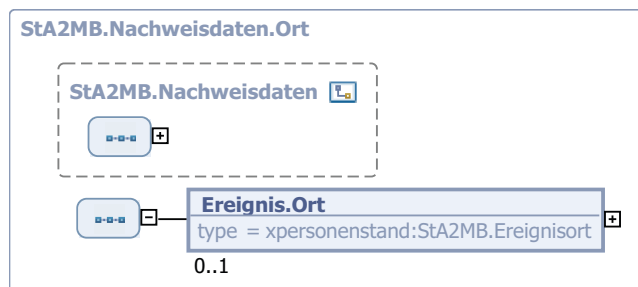 StA2MB.Nachweisdaten.Ort
StA2MB.Nachweisdaten
Ereignis.Ort
type = xpersonenstand:StA2MB.Ereignisort
0..1